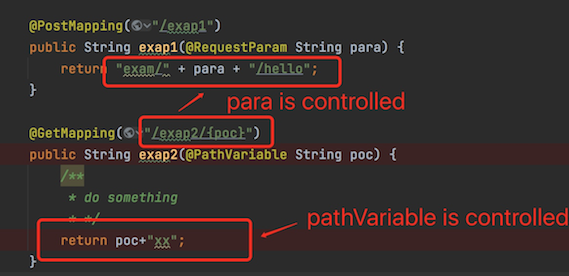 @PostMapping("/exap1")
public String exap1(@RequestParam String para) {
return "exam/" + para + "/hello";
}
para is controlled
@GetMapping("/exap2/{poc}")
public String exap2(@PathVariable String poc) {
/**
* do something
* */
pathVariable is controlled
return poc+"xx";
}